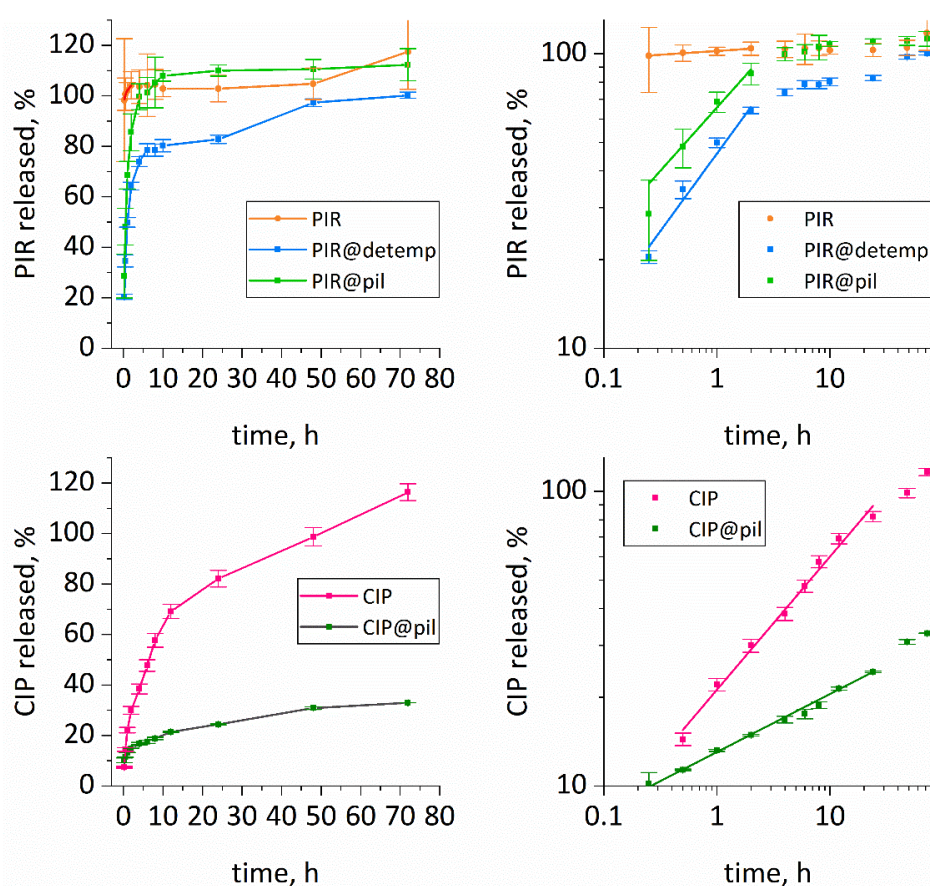 PIR released, %
120
100
80
60
40
20
0
PIR
PIR@detemp
PIR@pil
0 10 20 30 40 50 60 70 80
time, h
PIR released, %
100
10
PIR
PIR@detemp
PIR@pil
0.1 1 10
time, h
CIP released, %
120
100
80
60
40
20
0
CIP
CIP@pil
0 10 20 30 40 50 60 70 80
time, h
CIP released, %
100
10
CIP
CIP@pil
0.1 1 10
time, h